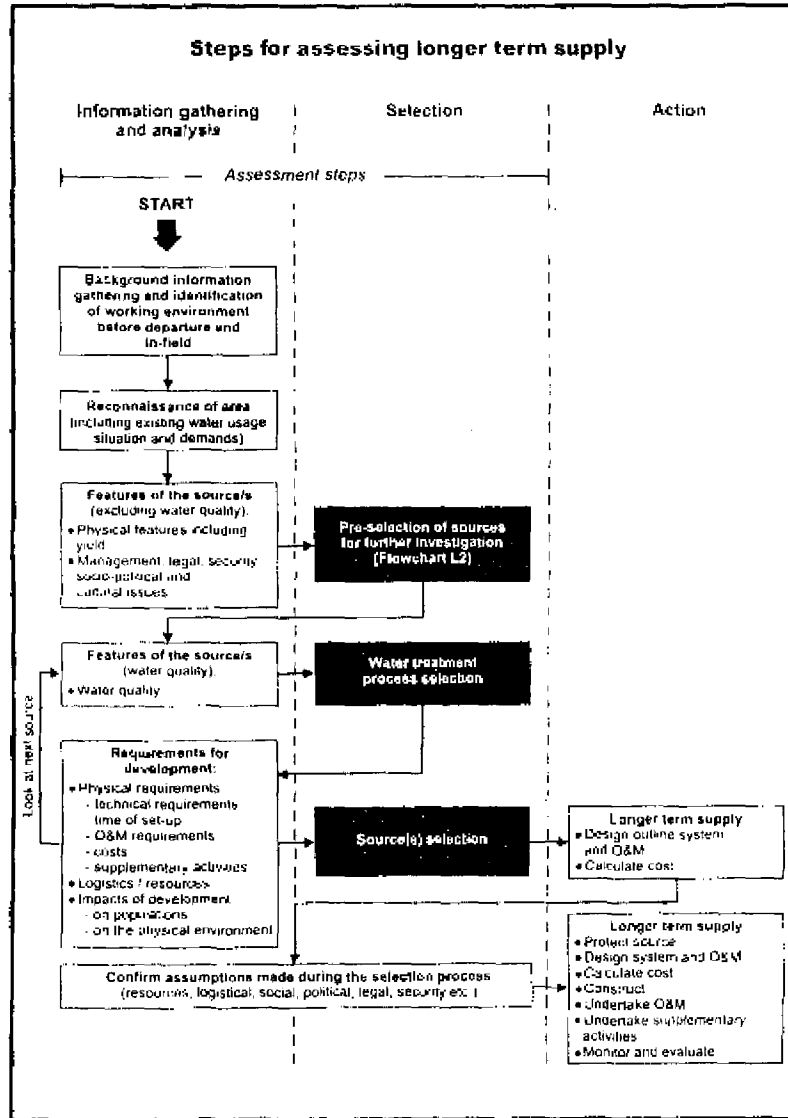 Steps for assessing longer term supply
Information gathering
and analysis
Selection
Action
Assessment steps
START
Background information
gathering and identification
of working environment
before departure and
in-field
Reconnaissance of area
(including existing water usage
situation and demands)
Features of the source/s
(excluding water quality):
• Physical features including
yield
• Management, legal, security
socio-political and
cultural issues
Pre-selection of sources
for further investigation
(Flowchart L2)
Features of the source/s
(water quality):
• Water quality
Water treatment
process selection
Look at next source
Requirements for
development:
• Physical requirements
- technical requirements
time of set-up
- O&M requirements
- costs
- supplementary activities
• Logistics / resources
• Impacts of development
- on populations
- on the physical environment
Source(s) selection
Longer term supply
• Design outline system
and O&M
• Calculate cost
Confirm assumptions made during the selection process
(resources, logistical, social, political, legal, security etc.)
Longer term supply
• Protect source
• Design system and O&M
• Calculate cost
• Construct
• Undertake O&M
• Undertake supplementary
activities
• Monitor and evaluate